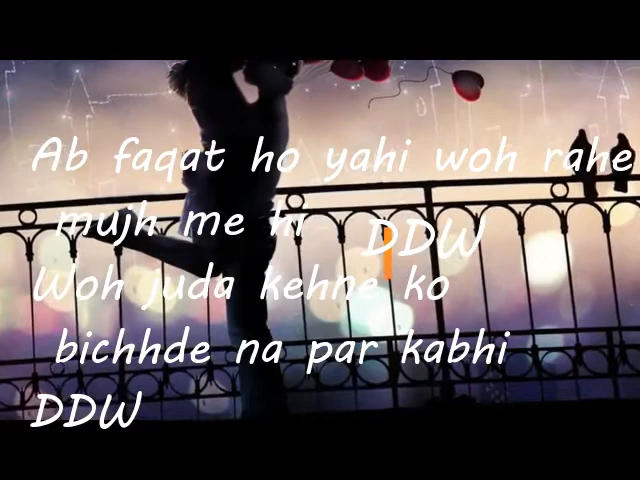 Ab faqat ho yahi woh rahe
mujh me hi
DDW
Woh juda kehne ko
bichhde na par kabhi
DDW